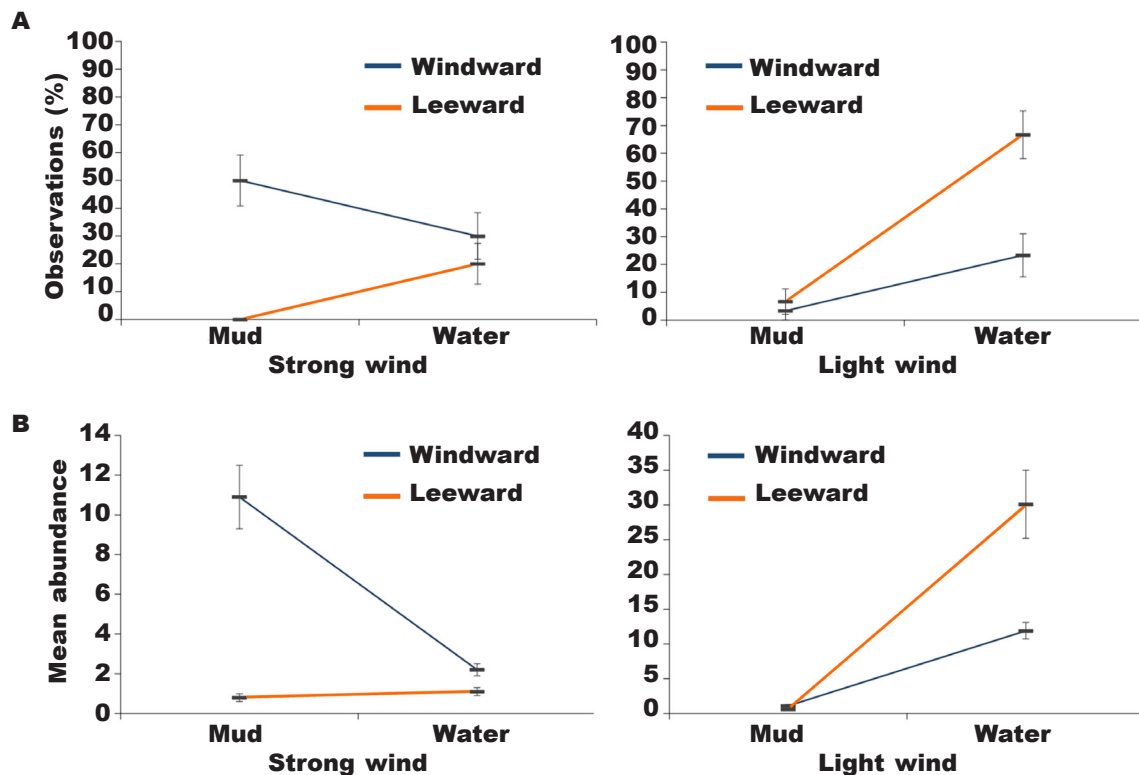 A
Observations (%)
100
90
80
70
60
50
40
30
20
10
0
Windward
Leeward
Mud
Water
Strong wind
100
90
80
70
60
50
40
30
20
10
0
Windward
Leeward
Mud
Water
Light wind
B
Mean abundance
14
12
10
8
6
4
2
0
Windward
Leeward
Mud
Water
Strong wind
40
35
30
25
20
15
10
5
0
Windward
Leeward
Mud
Water
Light wind